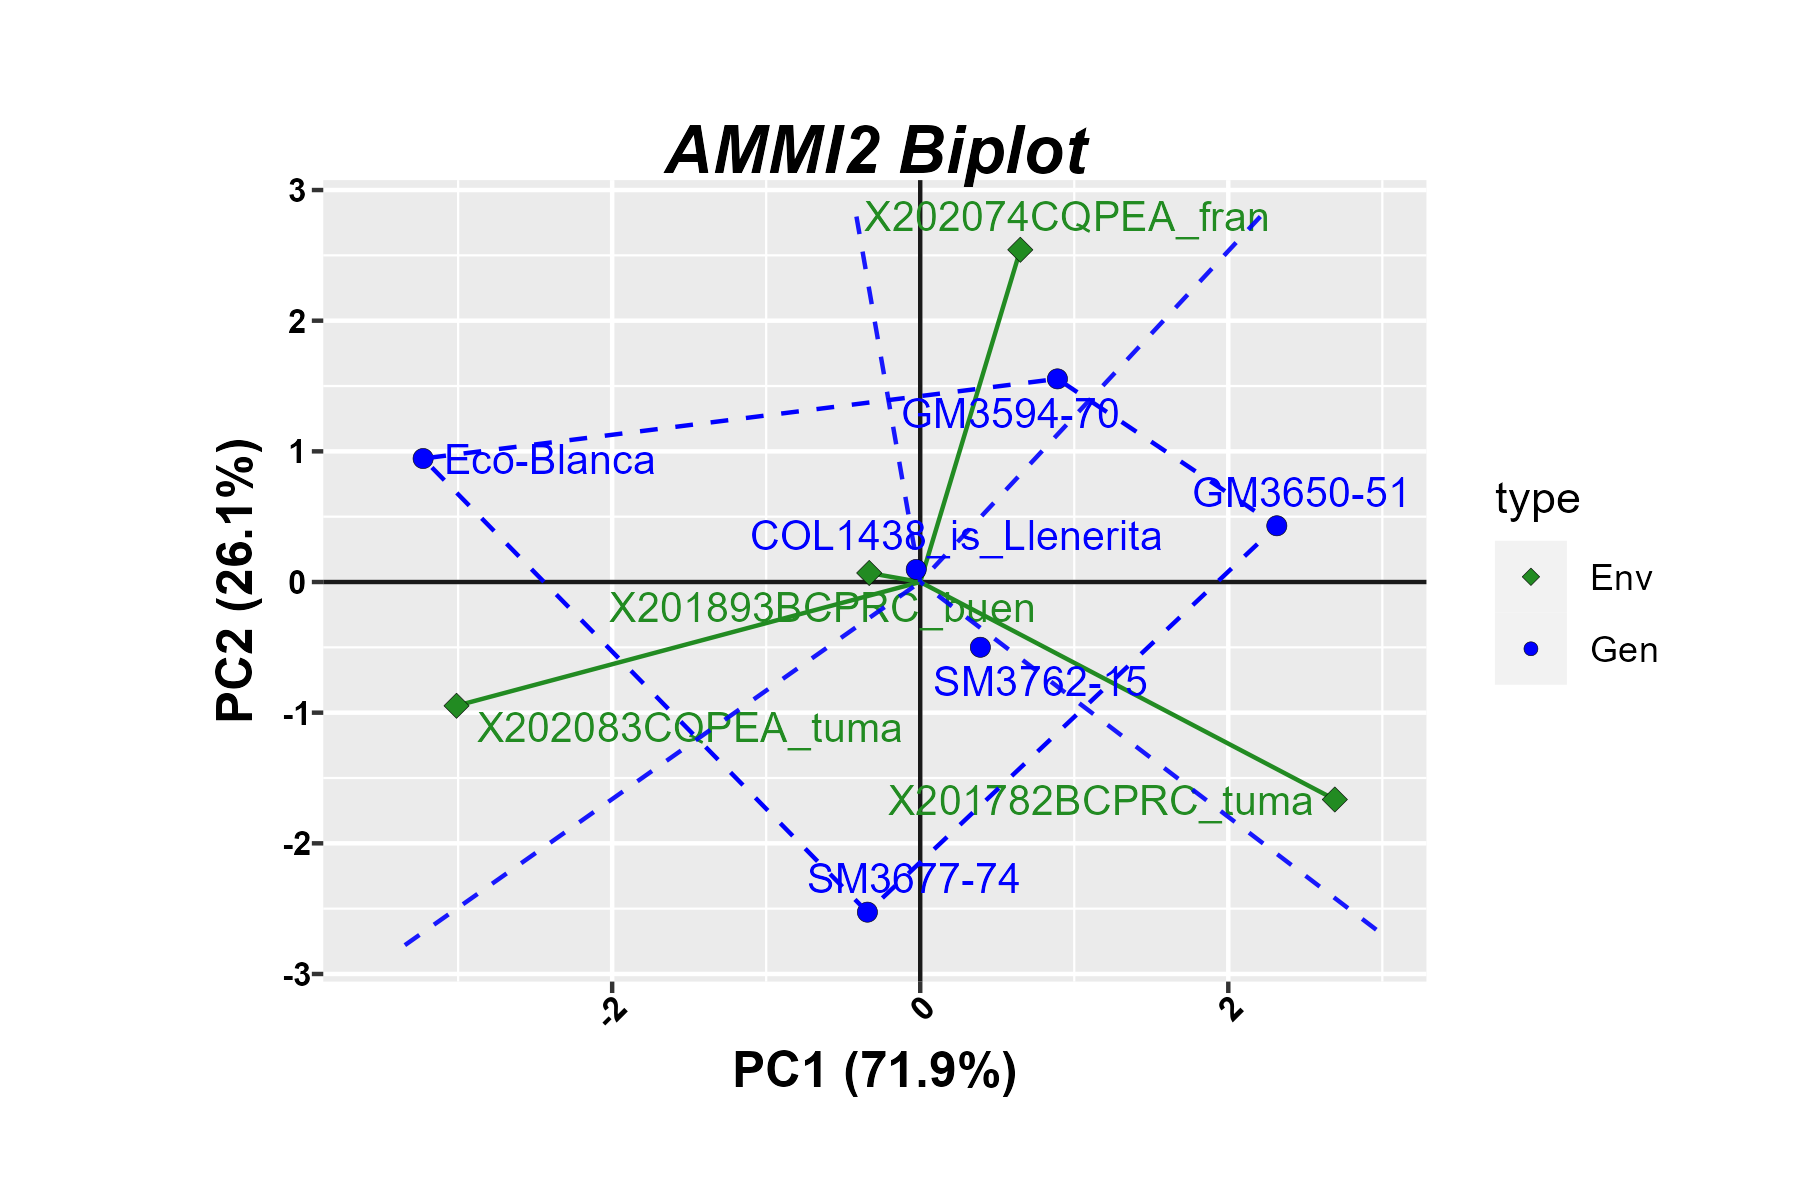 AMMI2 Biplot
3
X202074CQPEA_fran
2
GM3594-70
1
Eco-Blanca
GM3650-51
type
COL1438_is_Llenerita
0
Env
X201893BCPRC_buen
Gen
SM3762-15
-1
X202083CQPEA_tuma
X201782BCPRC_tuma
-2
SM3677-74
-3
-2
0
2
PC1 (71.9%)
PC2 (26.1%)